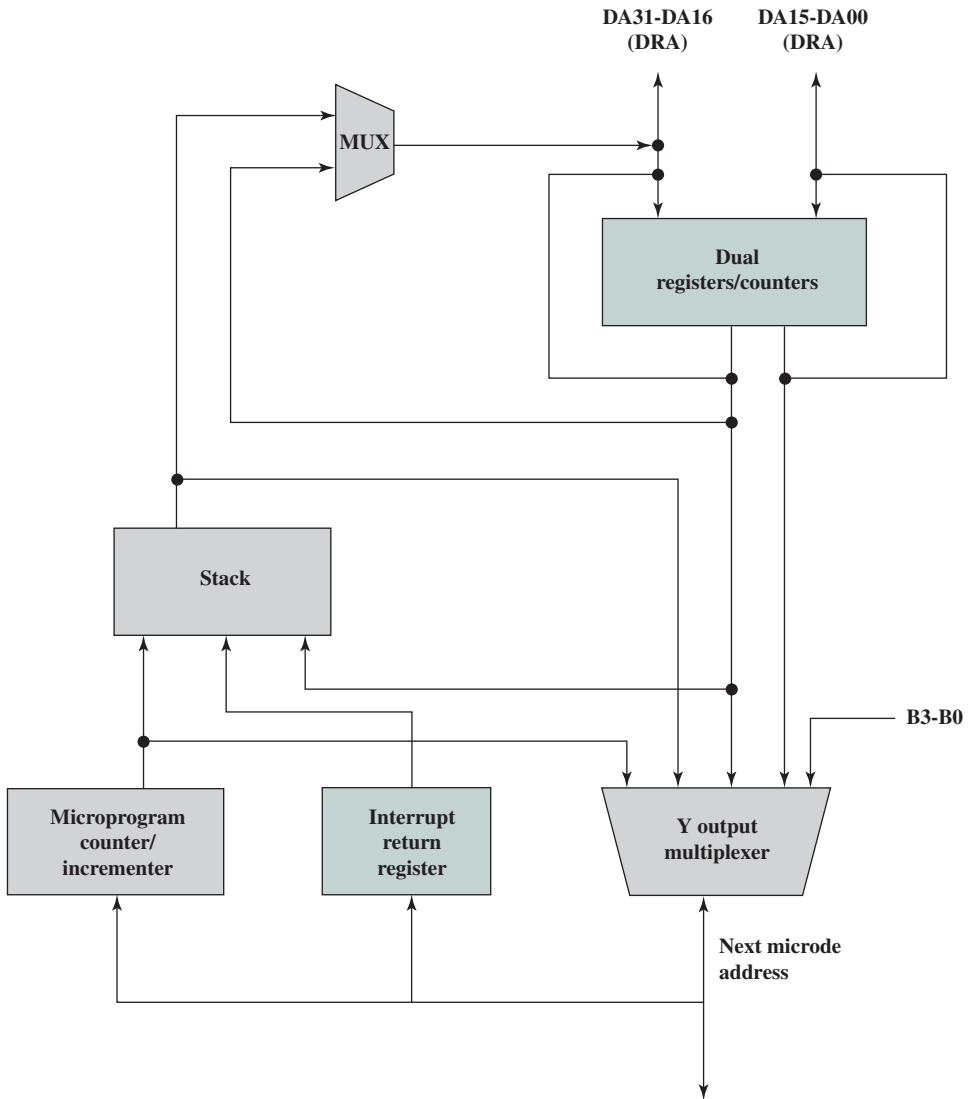 DA31-DA16
(DRA)
DA15-DA00
(DRA)
MUX
Dual
registers/counters
Stack
B3-B0
Microprogram
counter/
incrementer
Interrupt
return
register
Y output
multiplexer
Next microde
address